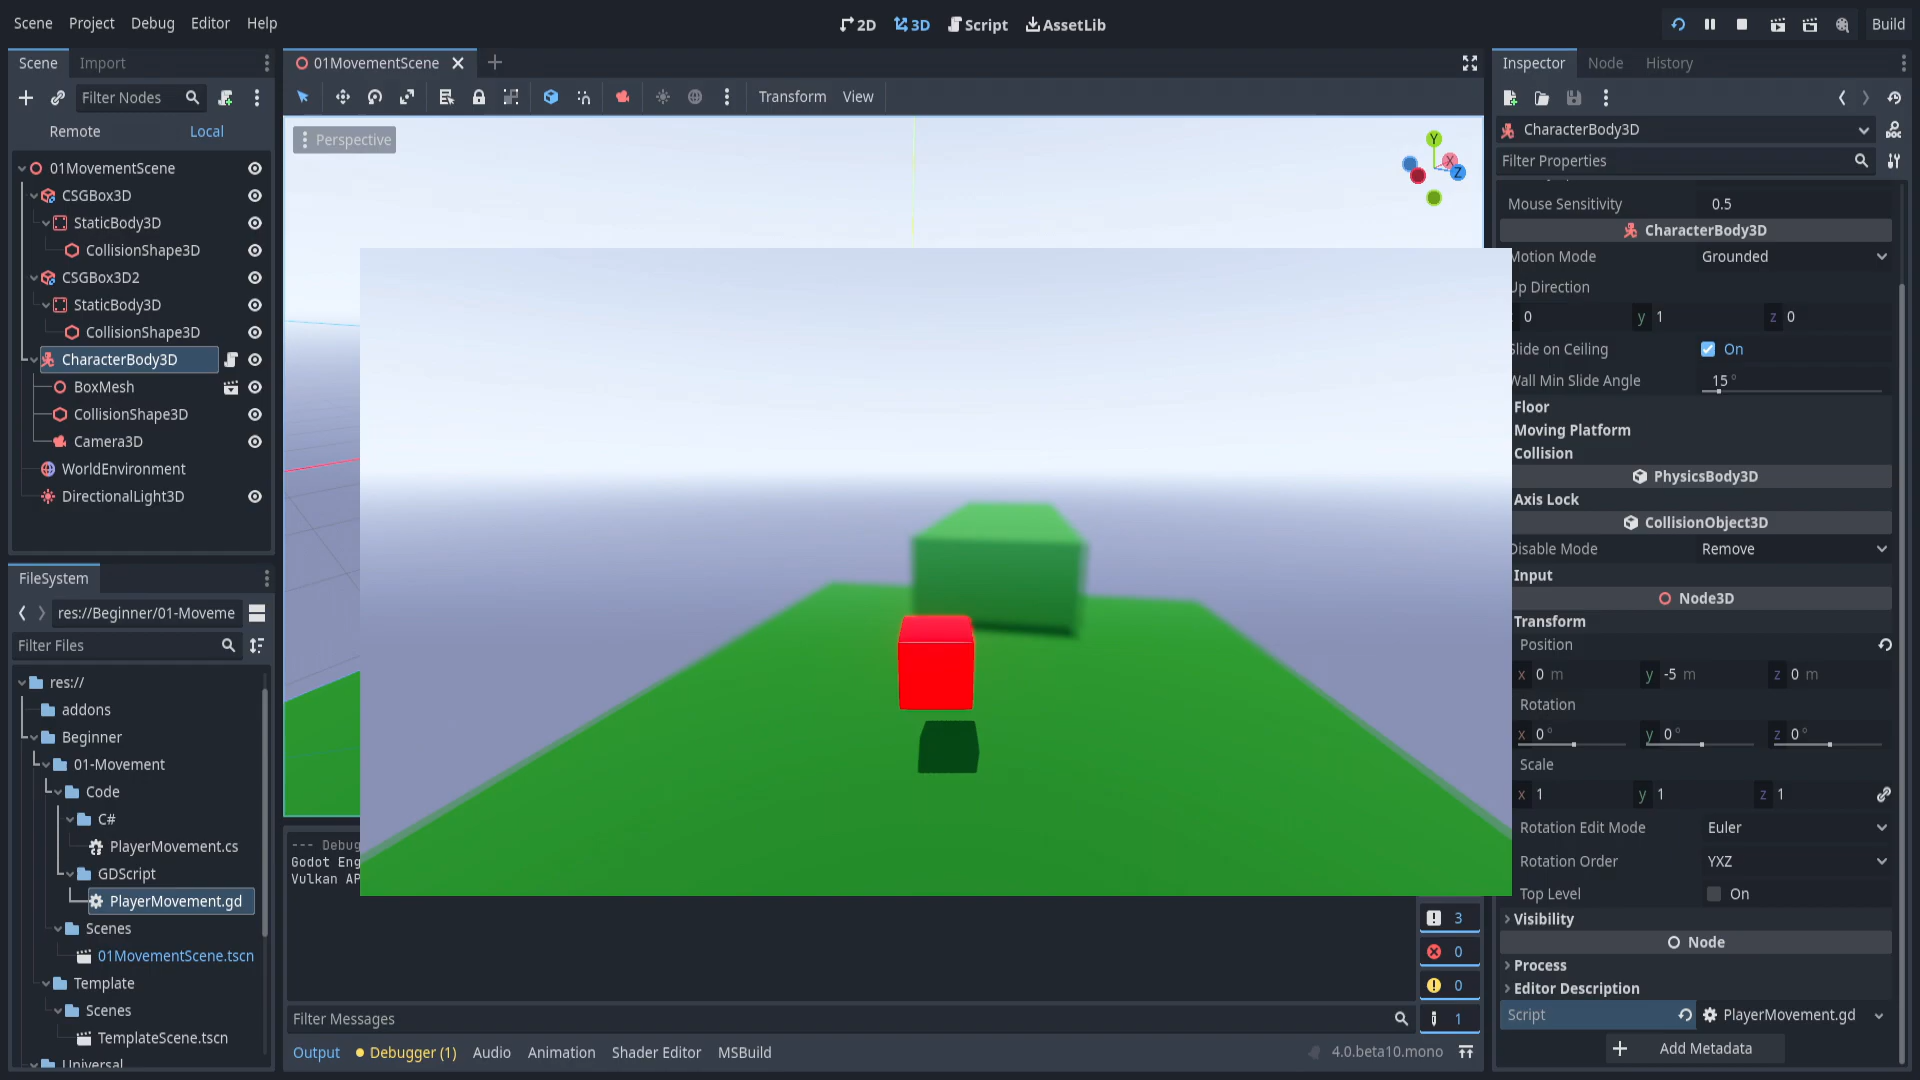 Scene Project Debug Editor Help
2D 3D Script AssetLib
Build
Scene Import
Filter Nodes
Remote Local
01MovementScene
CSGBox3D
StaticBody3D
CollisionShape3D
CSGBox3D2
StaticBody3D
CollisionShape3D
CharacterBody3D
BoxMesh
CollisionShape3D
Camera3D
WorldEnvironment
DirectionalLight3D
FileSystem
res://Beginner/01-Moveme
Filter Files
res://
addons
Beginner
01-Movement
Code
C#
PlayerMovement.cs
GDScript
PlayerMovement.gd
Scenes
01MovementScene.tscn
Template
Scenes
TemplateScene.tscn
Universal
01MovementScene
Transform View
Perspective
Y
X
Z
--- Debug
Godot Eng
Vulkan AP
3
0
0
1
Filter Messages
Output Debugger (1) Audio Animation Shader Editor MSBuild
4.0.beta10.mono
Inspector Node History
CharacterBody3D
Filter Properties
Mouse Sensitivity 0.5
CharacterBody3D
Motion Mode Grounded
Up Direction
0 y 1 z 0
Slide on Ceiling On
Wall Min Slide Angle 15 °
Floor
Moving Platform
Collision
PhysicsBody3D
Axis Lock
CollisionObject3D
Disable Mode Remove
Input
Node3D
Transform
Position
x 0 m y -5 m z 0 m
Rotation
x 0 ° y 0 ° z 0 °
Scale
x 1 y 1 z 1
Rotation Edit Mode Euler
Rotation Order YXZ
Top Level On
Visibility
Node
Process
Editor Description
Script PlayerMovement.gd
Add Metadata